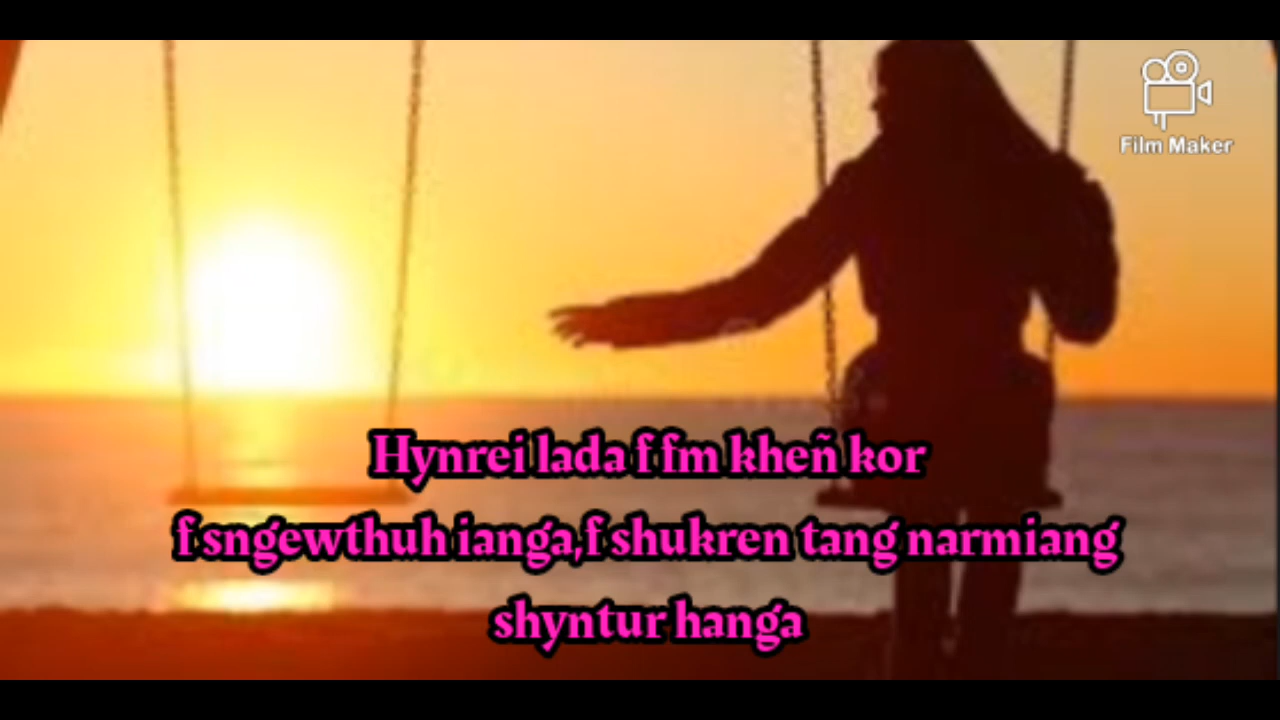 Film Maker
Hynrei lada f fm kheñ kor
f sngewthuh ianga,f shukren tang narmiang
shyntur hanga